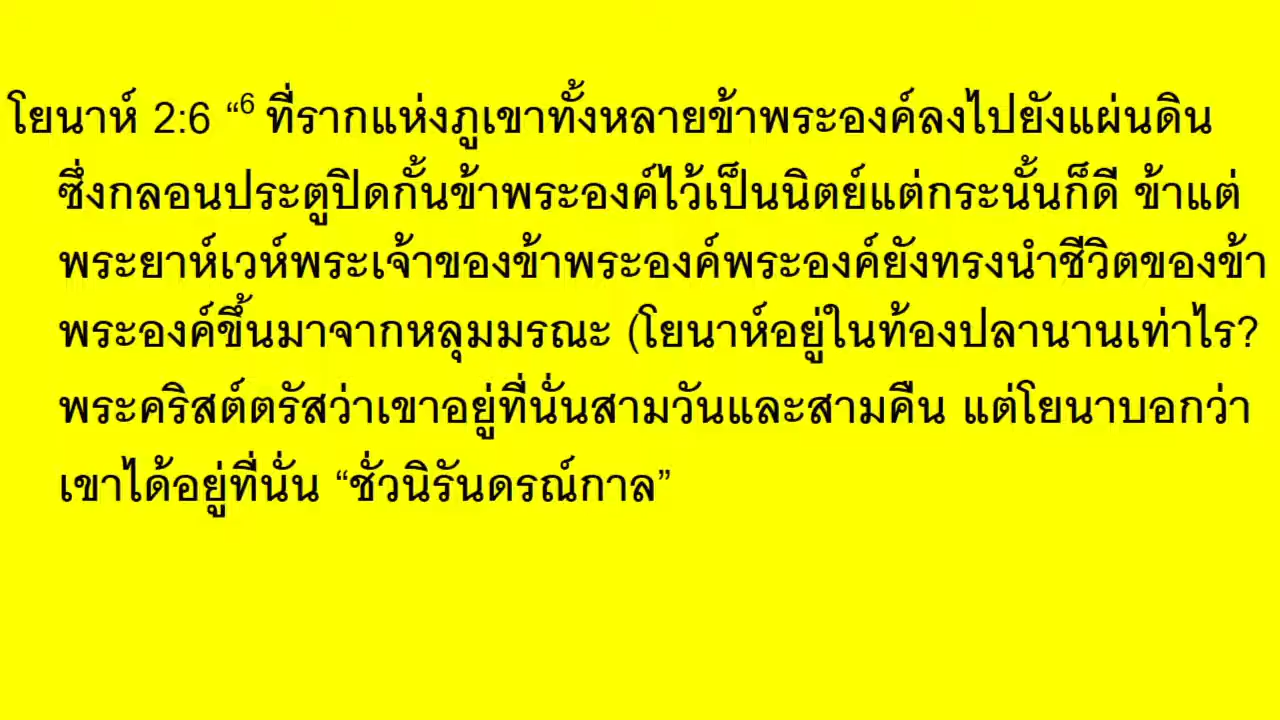 โยนาห์ 2:6 “⁶ ที่รากแห่งภูเขาทั้งหลายข้าพระองค์ลงไปยังแผ่นดิน
ซึ่งกลอนประตูปิดกั้นข้าพระองค์ไว้เป็นนิตย์แต่กระนั้นก็ดี ข้าแต่
พระยาห์เวห์พระเจ้าของข้าพระองค์พระองค์ยังทรงนำชีวิตของข้า
พระองค์ขึ้นมาจากหลุมมรณะ (โยนาห์อยู่ในท้องปลานานเท่าไร?
พระคริสต์ตรัสว่าเขาอยู่ที่นั่นสามวันและสามคืน แต่โยนาบอกว่า
เขาได้อยู่ที่นั่น “ชั่วนิรันดรณ์กาล”